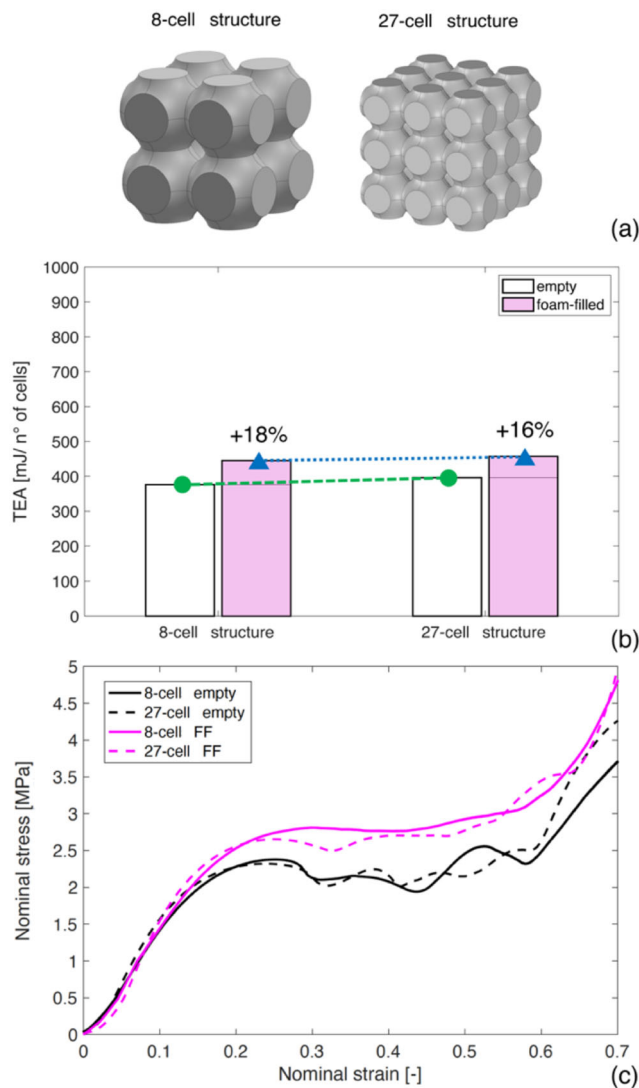 8-cell structure
27-cell structure
(a)
1000
900
800
700
600
500
400
300
200
100
0
TEA [mJ/ n° of cells]
empty
foam-filled
+18%
+16%
8-cell structure
27-cell structure
(b)
5
4.5
4
3.5
3
2.5
2
1.5
1
0.5
0
Nominal stress [MPa]
8-cell empty
27-cell empty
8-cell FF
27-cell FF
0
0.1
0.2
0.3
0.4
0.5
0.6
0.7
Nominal strain [-]
(c)